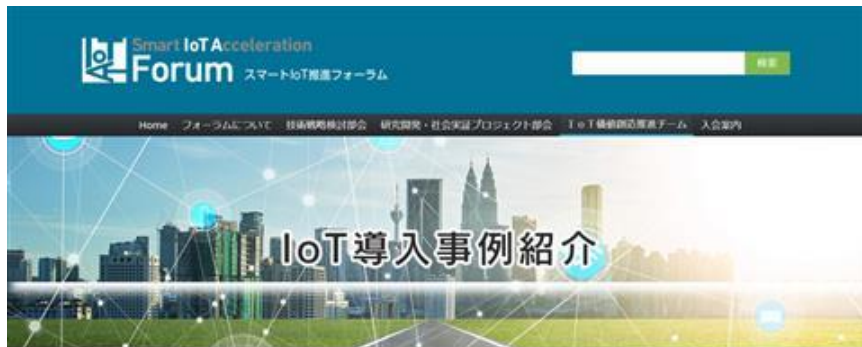 Smart IoT Acceleration
Forum スマートIoT推進フォーラム
検索
Home フォーラムについて 技術戦略検討部会 研究開発・社会実証プロジェクト部会 IoT価値創造推進チーム 入会案内
IoT導入事例紹介